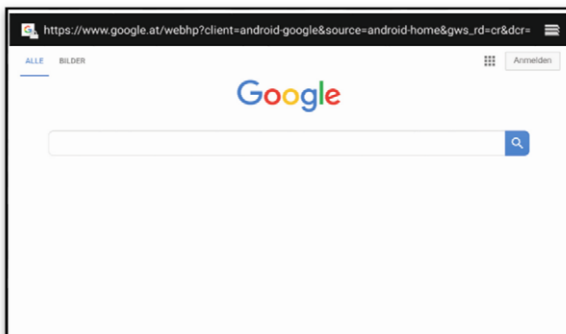 https://www.google.at/webhp?client=android-google&source=android-home&gws_rd=cr&dcr=
ALLE BILDER Anmelden
Google